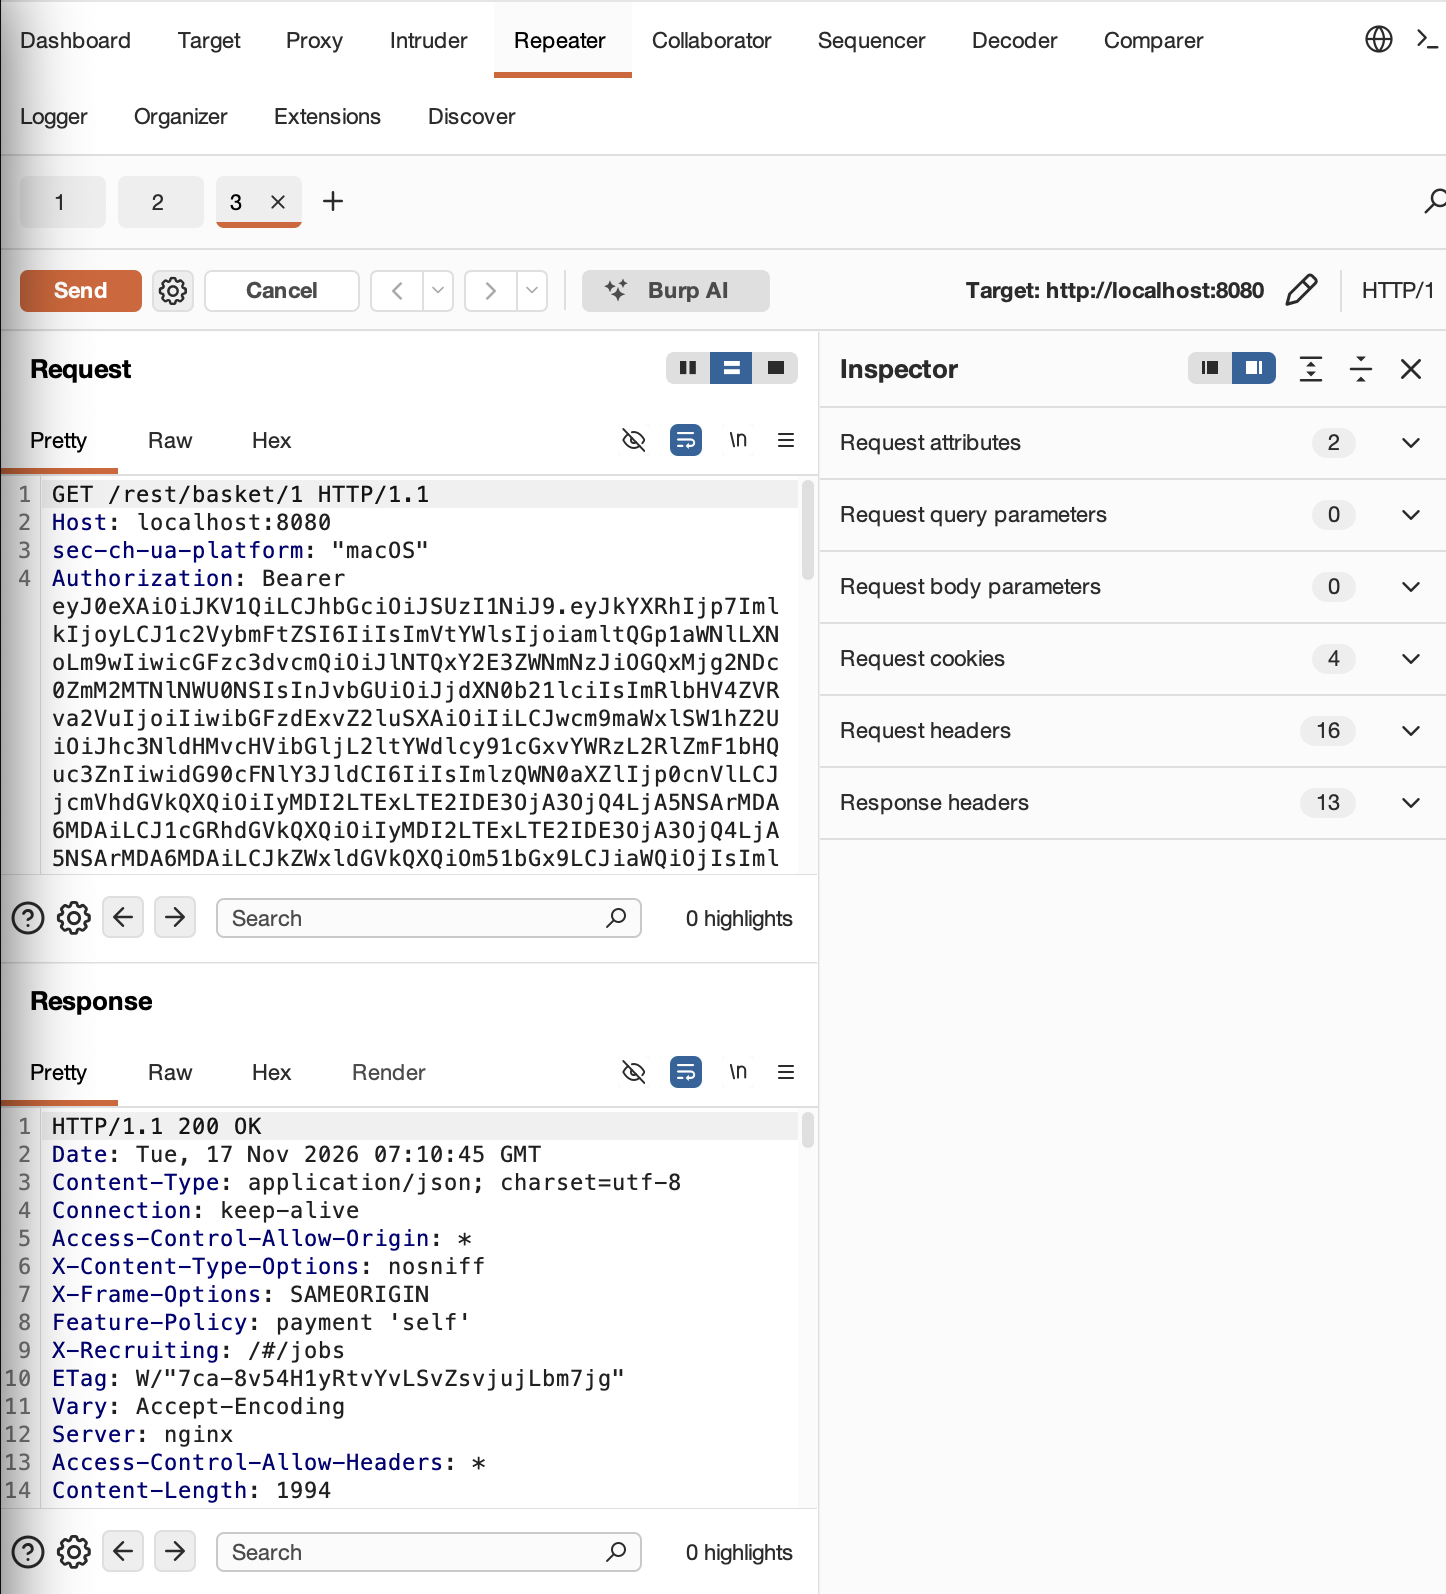 Dashboard Target Proxy Intruder Repeater Collaborator Sequencer Decoder Comparer
Logger Organizer Extensions Discover
1 2 3
Send Cancel Burp AI Target: http://localhost:8080 HTTP/1
Request
Pretty Raw Hex \n
1 GET /rest/basket/1 HTTP/1.1
2 Host: localhost:8080
3 sec-ch-ua-platform: "macOS"
4 Authorization: Bearer
eyJ0eXAiOiJKV1QiLCJhbGciOiJSUzI1NiJ9.eyJkYXRhIjp7Iml
kIjoyLCJ1c2VybmFtZSI6IiIsImVtYWlsIjoiamltQGp1aWNlLXN
oLm9wIiwicGFzc3dvcmQiOiJlNTQxY2E3ZWNmNzJiOGQxMjg2NDc
0ZmM2MTNlNWU0NSIsInJvbGUiOiJjdXN0b21lciIsImRlbHV4ZVR
va2VuIjoiIiwibGFzdExvZ2luSXAiOiIiLCJwcm9maWxlSW1hZ2U
iOiJhc3NldHMvcHVibGljL2ltYWdlcy91cGxvYWRzL2RlZmF1bHQ
uc3ZnIiwidG90cFNlY3JldCI6IiIsImlzQWN0aXZlIjp0cnVlLCJ
jcmVhdGVkQXQiOiIyMDI2LTExLTE2IDE3OjA3OjQ4LjA5NSArMDA
6MDAiLCJ1cGRhdGVkQXQiOiIyMDI2LTExLTE2IDE3OjA3OjQ4LjA
5NSArMDA6MDAiLCJkZWxldGVkQXQiOm51bGx9LCJiaWQiOjIsIml
Search 0 highlights
Inspector
Request attributes 2
Request query parameters 0
Request body parameters 0
Request cookies 4
Request headers 16
Response headers 13
Response
Pretty Raw Hex Render \n
1 HTTP/1.1 200 OK
2 Date: Tue, 17 Nov 2026 07:10:45 GMT
3 Content-Type: application/json; charset=utf-8
4 Connection: keep-alive
5 Access-Control-Allow-Origin: *
6 X-Content-Type-Options: nosniff
7 X-Frame-Options: SAMEORIGIN
8 Feature-Policy: payment 'self'
9 X-Recruiting: /#/jobs
10 ETag: W/"7ca-8v54H1yRtvYvLSvZsvjujLbm7jg"
11 Vary: Accept-Encoding
12 Server: nginx
13 Access-Control-Allow-Headers: *
14 Content-Length: 1994
Search 0 highlights